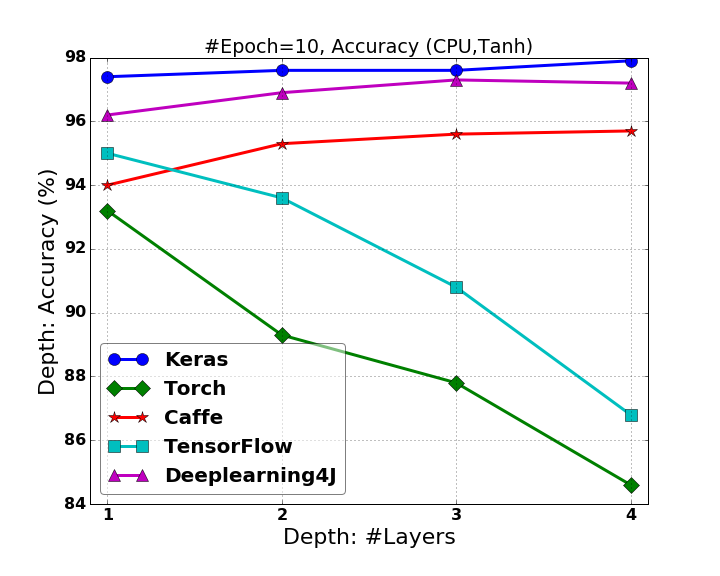 #Epoch=10, Accuracy (CPU,Tanh)
98
96
94
92
90
88
86
84
Depth: Accuracy (%)
Keras
Torch
Caffe
TensorFlow
Deeplearning4J
1 2 3 4
Depth: #Layers